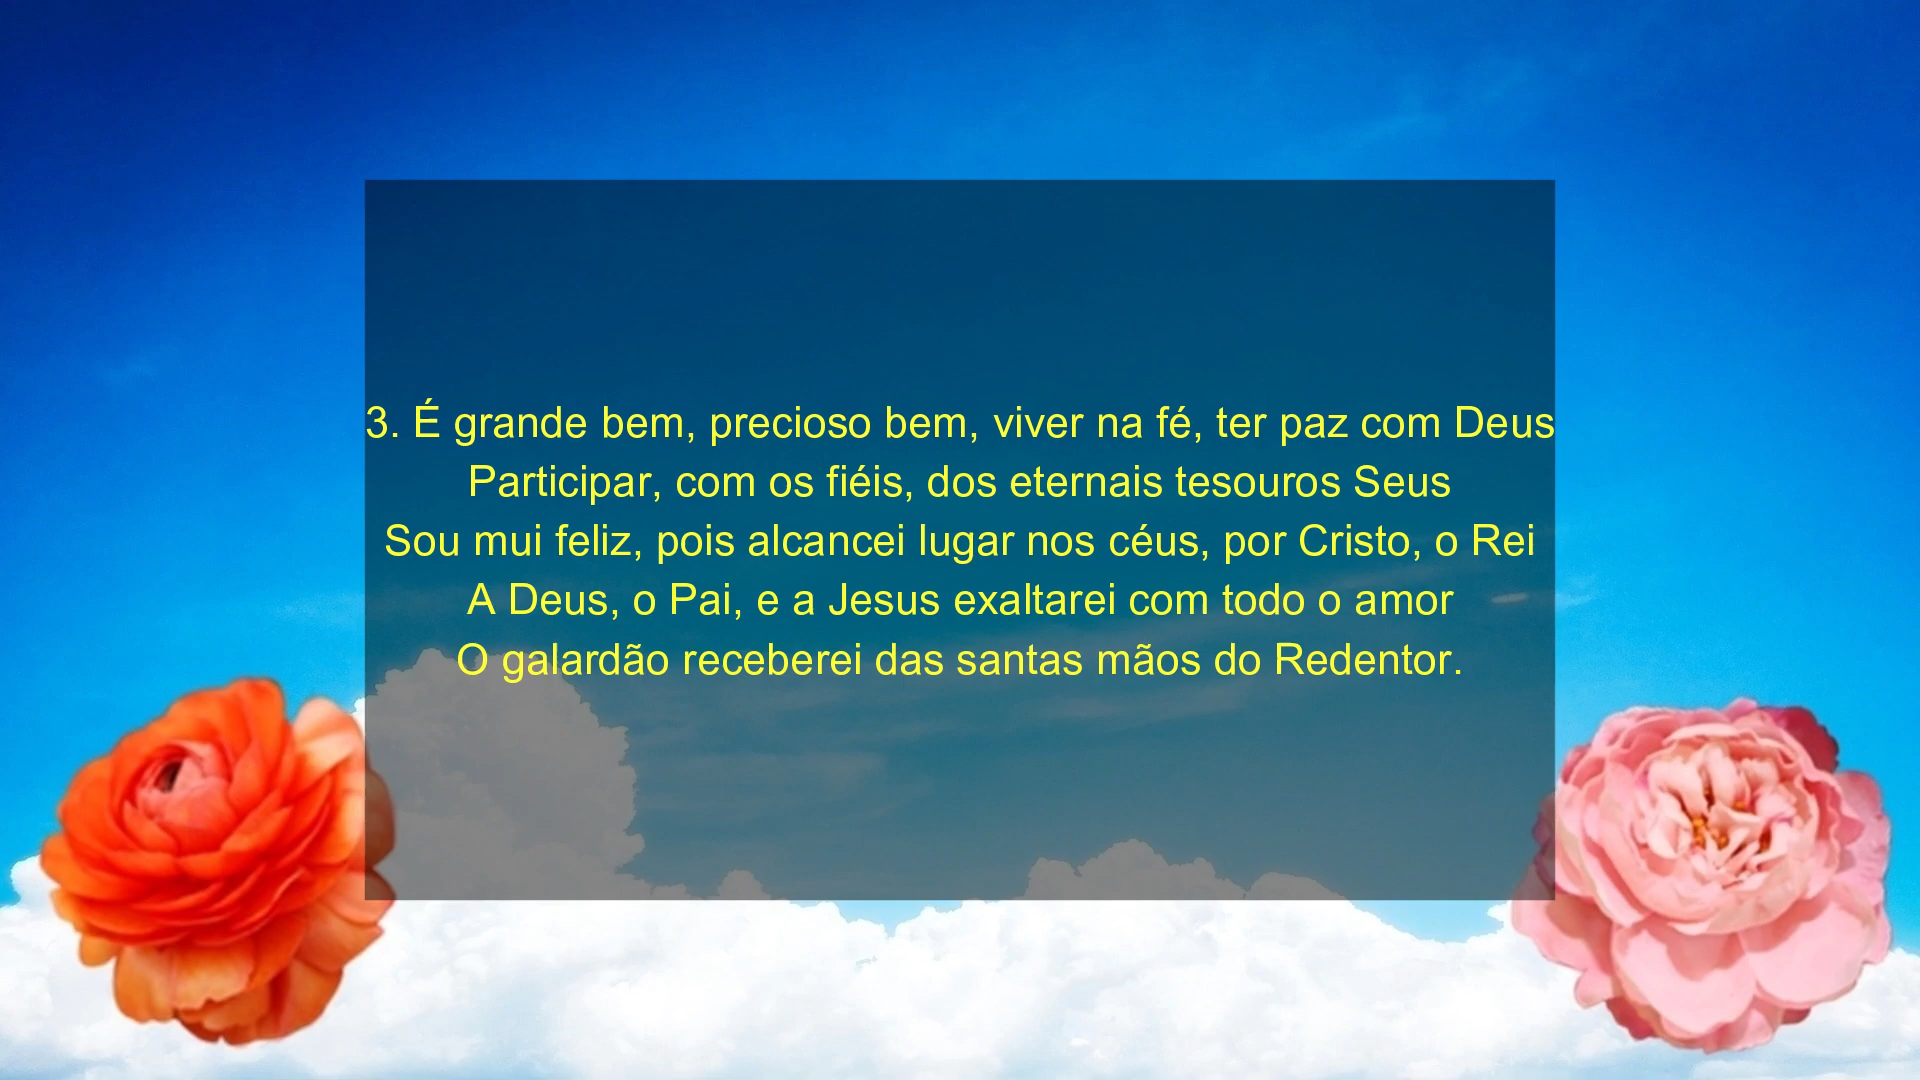 3. É grande bem, precioso bem, viver na fé, ter paz com Deus
Participar, com os fiéis, dos eternais tesouros Seus
Sou mui feliz, pois alcancei lugar nos céus, por Cristo, o Rei
A Deus, o Pai, e a Jesus exaltarei com todo o amor
O galardão receberei das santas mãos do Redentor.